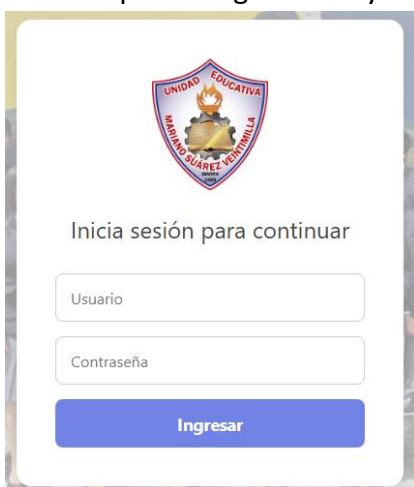 UNIDAD EDUCATIVA
MARIANO SUÁREZ VEINTIMILLA
IBARRA
Inicia sesión para continuar
Usuario
Contraseña
Ingresar